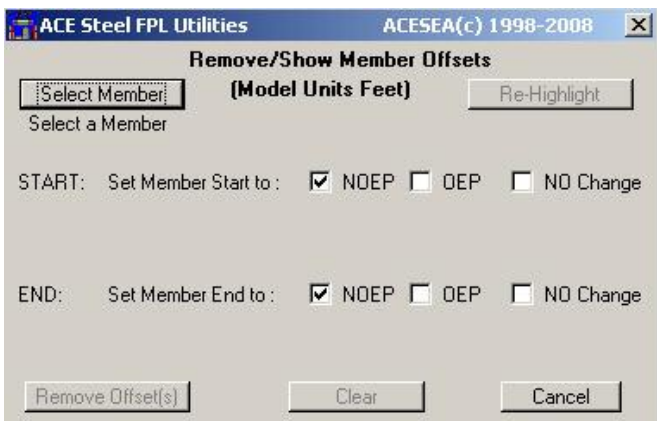 ACE Steel FPL Utilities ACESEA(c) 1998-2008
Remove/Show Member Offsets
Select Member (Model Units Feet) Re-Highlight
Select a Member
START: Set Member Start to : NOEP OEP NO Change
END: Set Member End to : NOEP OEP NO Change
Remove Offset(s) Clear Cancel